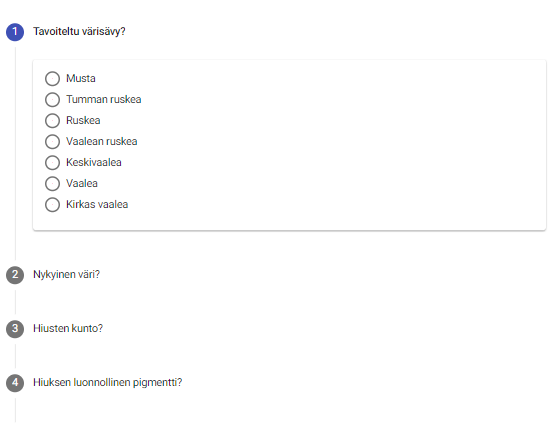 1 Tavoiteltu värisävy?
Musta
Tumman ruskea
Ruskea
Vaalean ruskea
Keskivaalea
Vaalea
Kirkas vaalea
2 Nykyinen väri?
3 Hiusten kunto?
4 Hiuksen luonnollinen pigmentti?